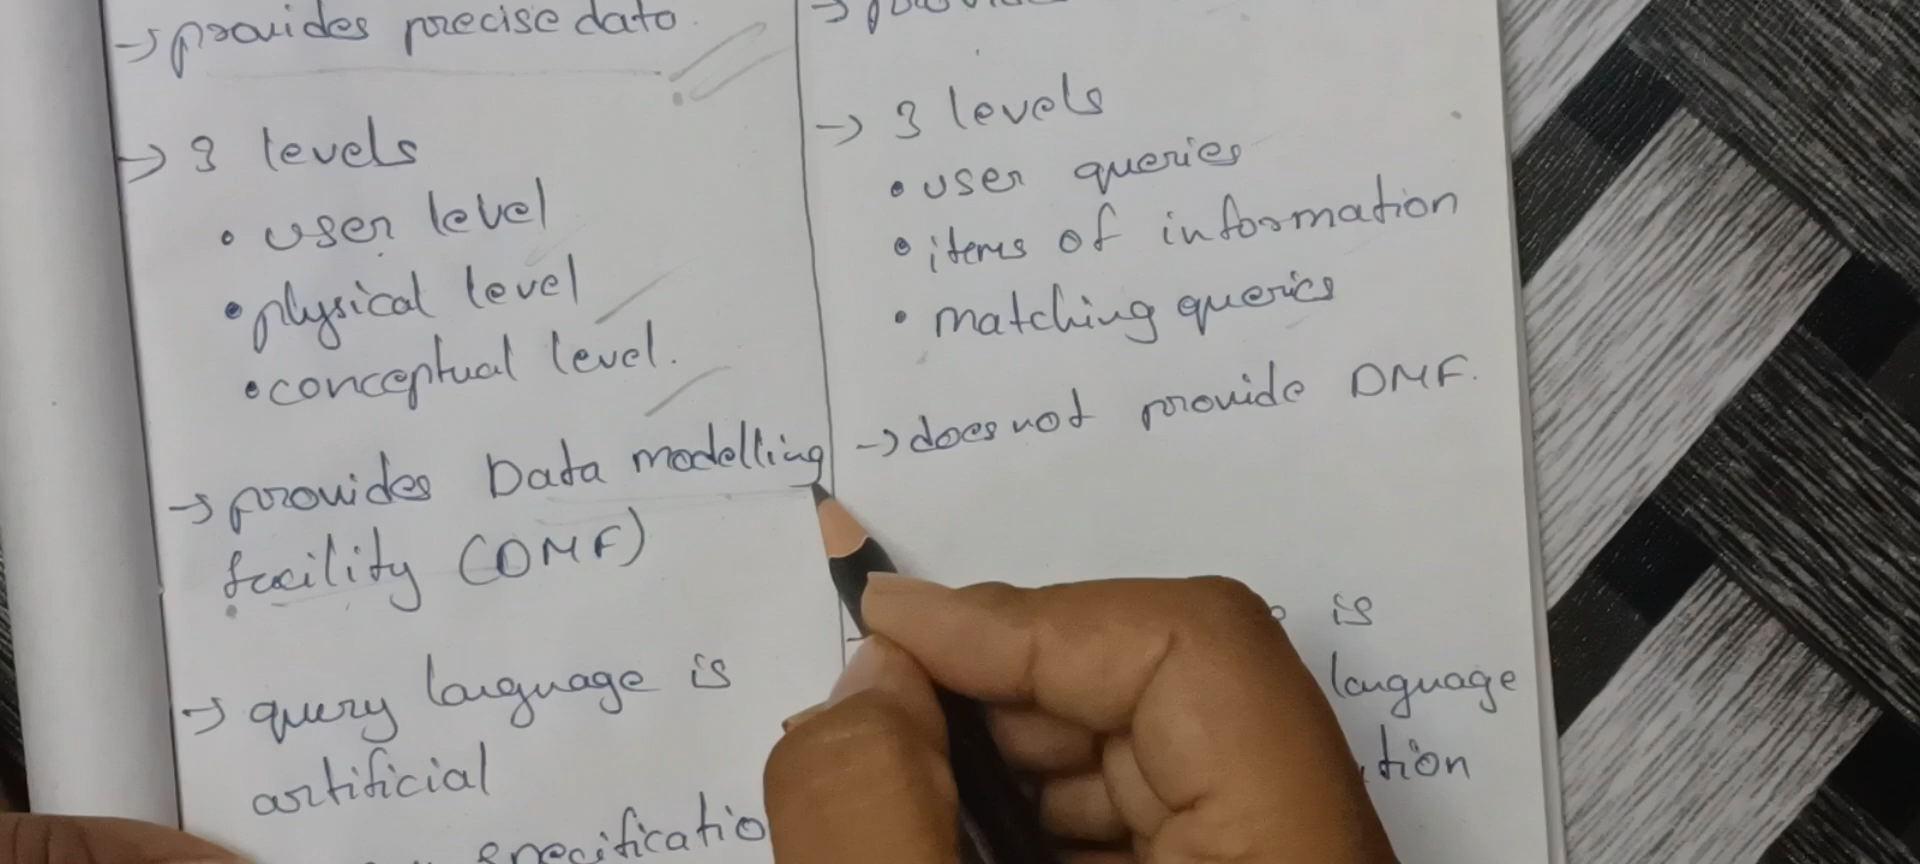 → provides precise data
→ 3 levels
• user level
• physical level
• conceptual level.
→ provides Data modelling
facility (DMF)
→ query language is
artificial
specificatio
→
→ 3 levels
• user queries
• items of information
• matching queries
→ does not provide DMF.
is
language
tion